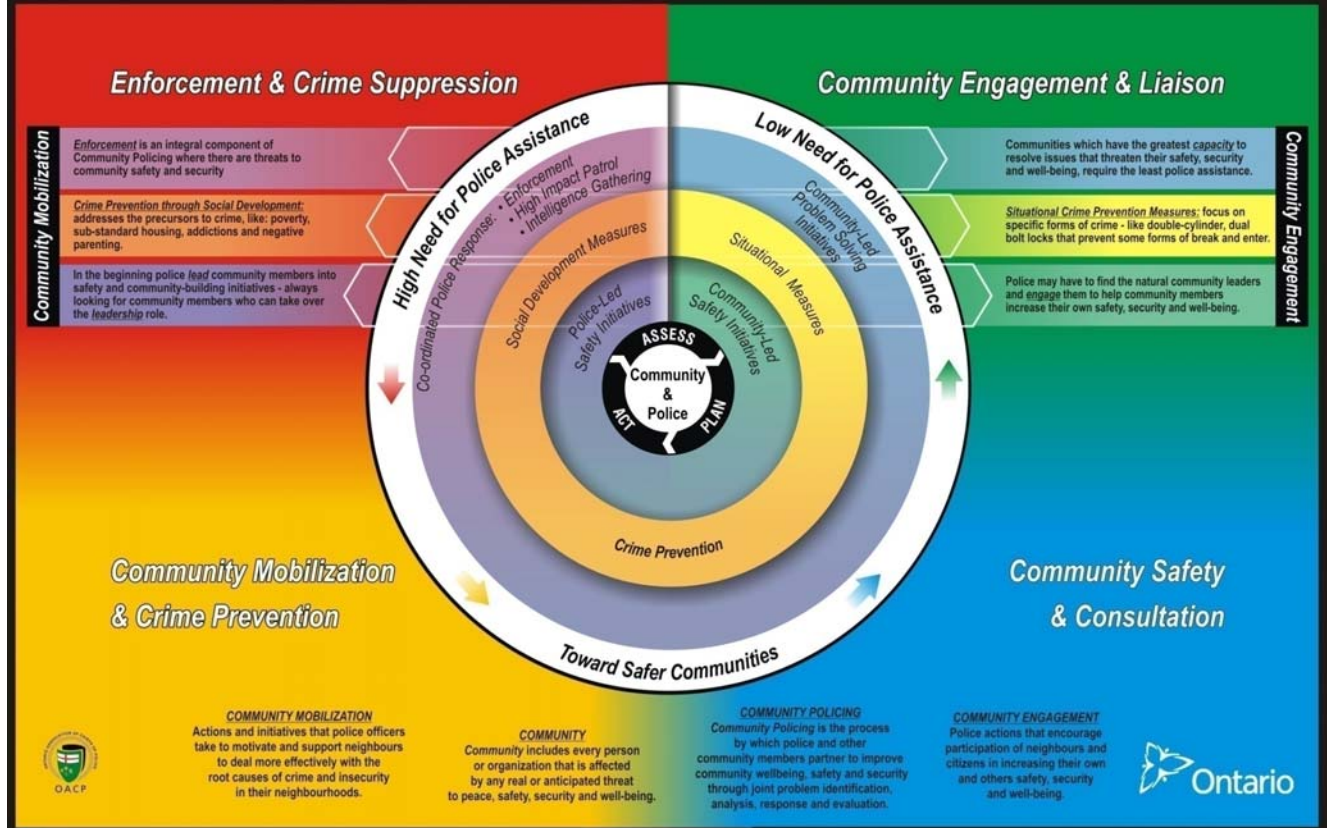 Enforcement & Crime Suppression
Community Engagement & Liaison
Community Mobilization
Enforcement is an integral component of
Community Policing where there are threats to
community safety and security
Crime Prevention through Social Development:
addresses the precursors to crime, like: poverty,
sub-standard housing, addictions and negative
parenting.
In the beginning police lead community members into
safety and community-building initiatives - always
looking for community members who can take over
the leadership role.
High Need for Police Assistance
Low Need for Police Assistance
Co-ordinated Police Response:
• Enforcement
• High Impact Patrol
• Intelligence Gathering
Social Development Measures
Police-Led
Safety Initiatives
Community-Led
Problem Solving
Initiatives
Situational Measures
Community-Led
Safety Initiatives
ASSESS
Community
&
Police
ACT
PLAN
Crime Prevention
Toward Safer Communities
Communities which have the greatest capacity to
resolve issues that threaten their safety, security
and well-being, require the least police assistance.
Situational Crime Prevention Measures: focus on
specific forms of crime - like double-cylinder, dual
bolt locks that prevent some forms of break and enter.
Police may have to find the natural community leaders
and engage them to help community members
increase their own safety, security and well-being.
Community Engagement
Community Mobilization
& Crime Prevention
Community Safety
& Consultation
OACP
COMMUNITY MOBILIZATION
Actions and initiatives that police officers
take to motivate and support neighbours
to deal more effectively with the
root causes of crime and insecurity
in their neighbourhoods.
COMMUNITY
Community includes every person
or organization that is affected
by any real or anticipated threat
to peace, safety, security and well-being.
COMMUNITY POLICING
Community Policing is the process
by which police and other
community members partner to improve
community wellbeing, safety and security
through joint problem identification,
analysis, response and evaluation.
COMMUNITY ENGAGEMENT
Police actions that encourage
participation of neighbours and
citizens in increasing their own
and others safety, security
and well-being.
Ontario